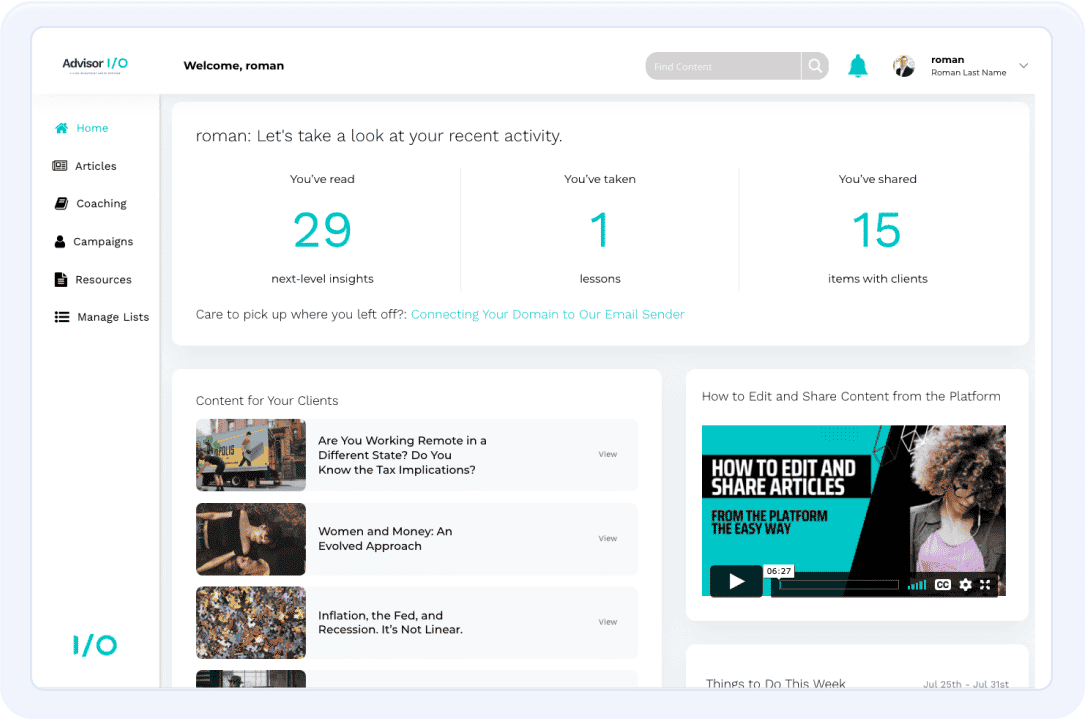 Advisor I/O
Welcome, roman
Find Content
roman
Roman Last Name
Home
Articles
Coaching
Campaigns
Resources
Manage Lists
I/O
roman: Let's take a look at your recent activity.
You've read
29
next-level insights
You've taken
1
lessons
You've shared
15
items with clients
Care to pick up where you left off?: Connecting Your Domain to Our Email Sender
Content for Your Clients
Are You Working Remote in a
Different State? Do You
Know the Tax Implications?
View
Women and Money: An
Evolved Approach
View
Inflation, the Fed, and
Recession. It's Not Linear.
View
How to Edit and Share Content from the Platform
HOW TO EDIT AND
SHARE ARTICLES
FROM THE PLATFORM
THE EASY WAY
06:27
CC
Things to Do This Week
Jul 25th - Jul 31st